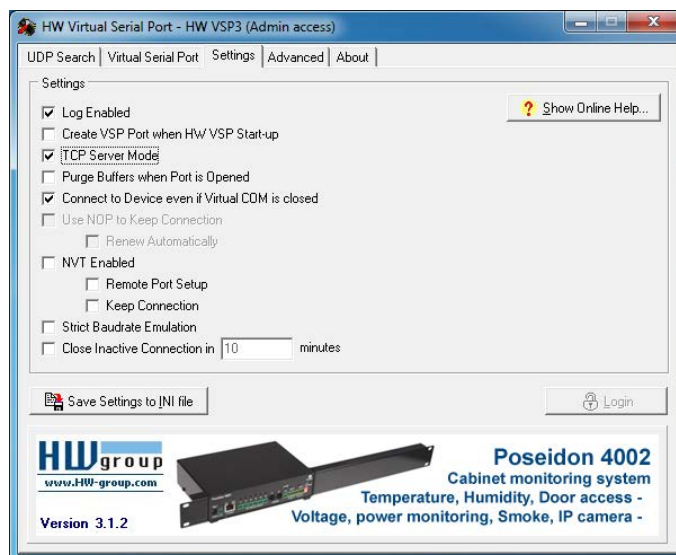 HW Virtual Serial Port - HW VSP3 (Admin access)
UDP Search Virtual Serial Port Settings Advanced About
Settings
Log Enabled
Show Online Help...
Create VSP Port when HW VSP Start-up
TCP Server Mode
Purge Buffers when Port is Opened
Connect to Device even if Virtual COM is closed
Use NOP to Keep Connection
Renew Automatically
NVT Enabled
Remote Port Setup
Keep Connection
Strict Baudrate Emulation
Close Inactive Connection in 10 minutes
Save Settings to INI file
Login
HW group
www.HW-group.com
Version 3.1.2
Poseidon 4002
Cabinet monitoring system
Temperature, Humidity, Door access -
Voltage, power monitoring, Smoke, IP camera -